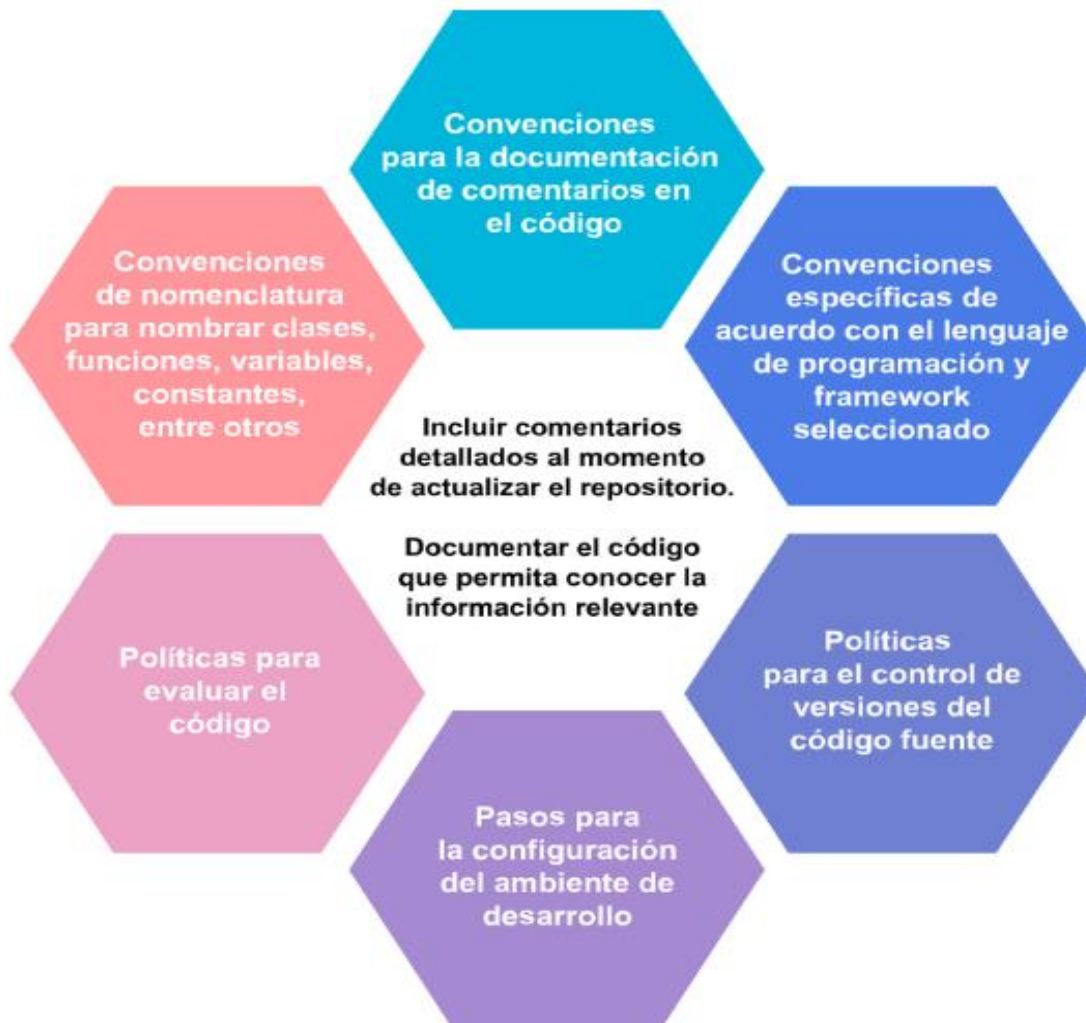 Convenciones
para la documentación
de comentarios en
el código
Convenciones
de nomenclatura
para nombrar clases,
funciones, variables,
constantes,
entre otros
Convenciones
específicas de
acuerdo con el lenguaje
de programación y
framework
seleccionado
Incluir comentarios
detallados al momento
de actualizar el repositorio.
Documentar el código
que permita conocer la
información relevante
Políticas para
evaluar el
código
Políticas
para el control de
versiones del
código fuente
Pasos para
la configuración
del ambiente de
desarrollo